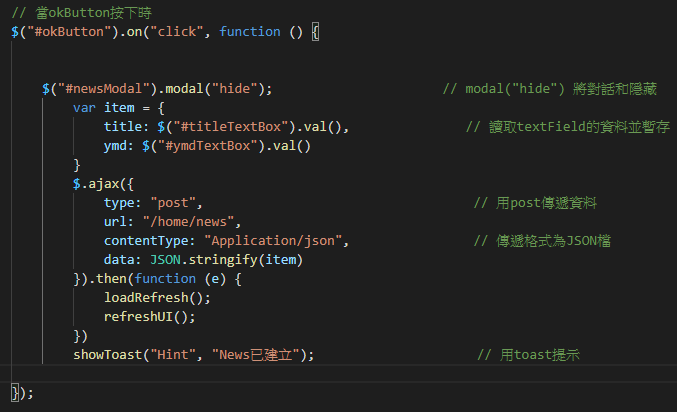 // 當okButton按下時
$("#okButton").on("click", function () {
$("#newsModal").modal("hide"); // modal("hide") 將對話和隱藏
var item = {
title: $("#titleTextBox").val(), // 讀取textField的資料並暫存
ymd: $("#ymdTextBox").val()
}
$.ajax({
type: "post", // 用post傳遞資料
url: "/home/news",
contentType: "Application/json", // 傳遞格式為JSON檔
data: JSON.stringify(item)
}).then(function (e) {
loadRefresh();
refreshUI();
})
showToast("Hint", "News已建立"); // 用toast提示
});